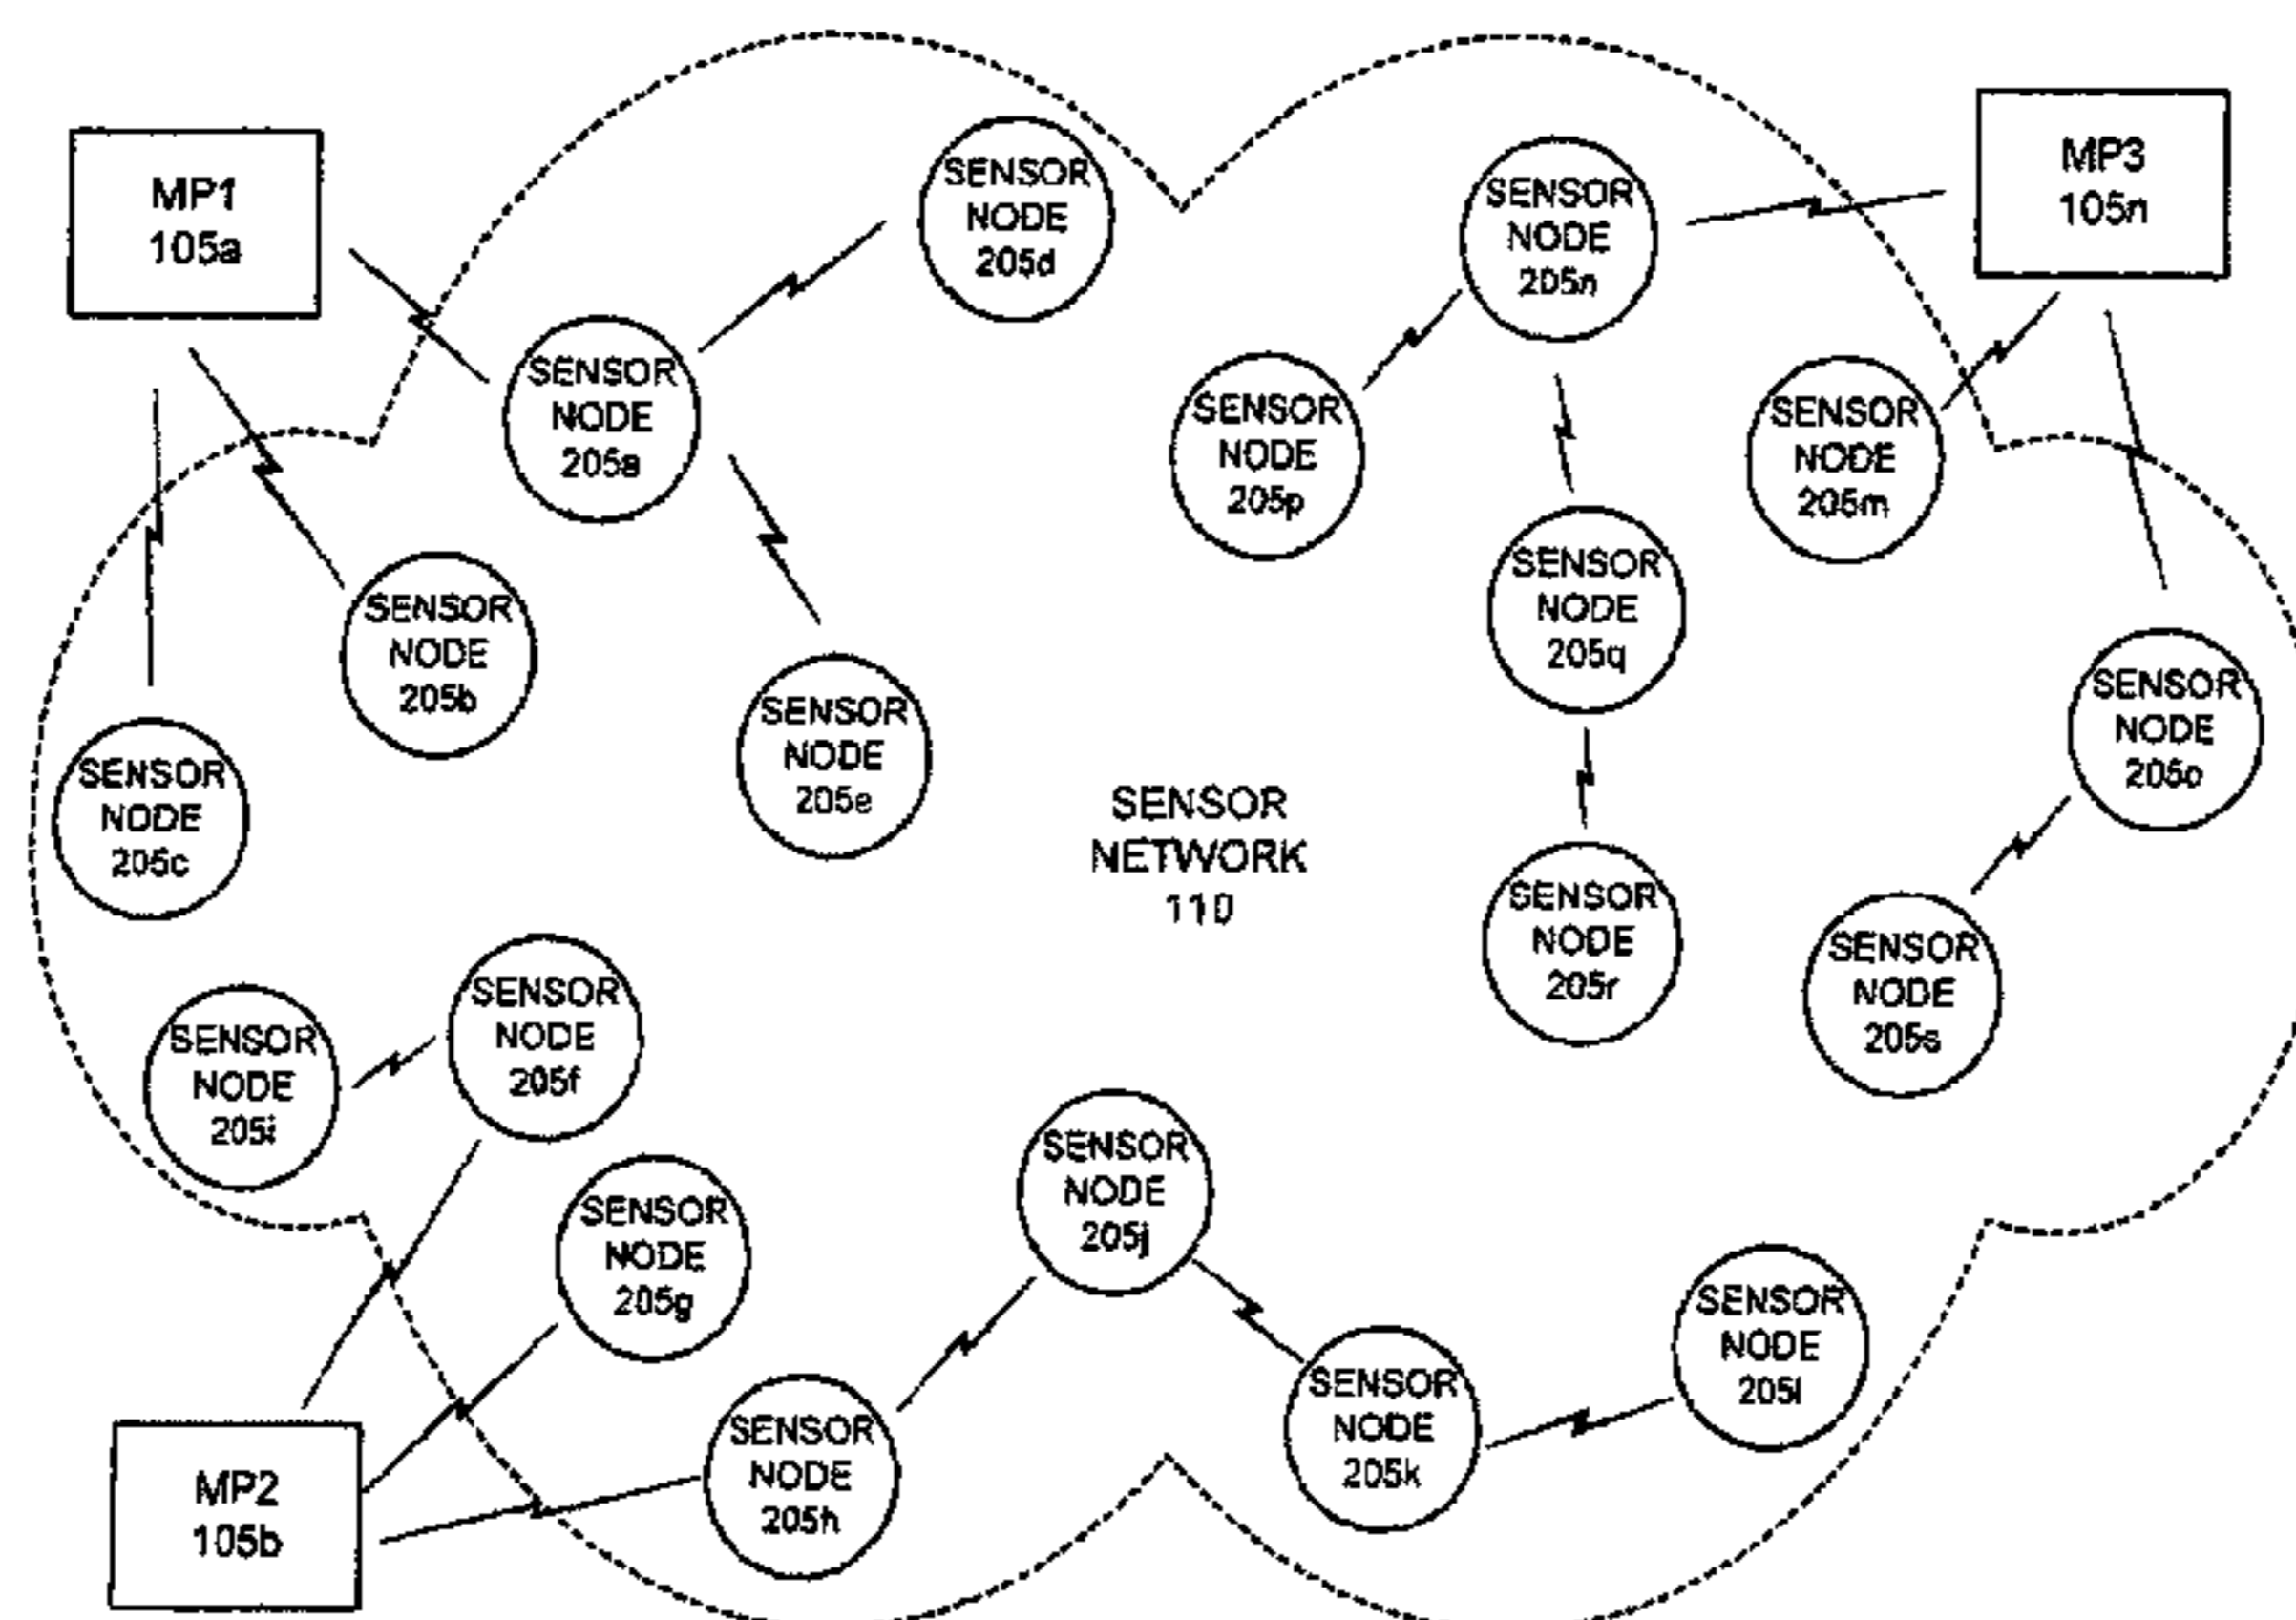 MP1
105a
SENSOR
NODE
205d
SENSOR
NODE
205n
MP3
105n
SENSOR
NODE
205a
SENSOR
NODE
205p
SENSOR
NODE
205m
SENSOR
NODE
205b
SENSOR
NODE
205q
SENSOR
NODE
205c
SENSOR
NODE
205e
SENSOR
NETWORK
110
SENSOR
NODE
205o
SENSOR
NODE
205r
SENSOR
NODE
205s
SENSOR
NODE
205i
SENSOR
NODE
205f
SENSOR
NODE
205g
SENSOR
NODE
205j
SENSOR
NODE
205l
SENSOR
NODE
205k
MP2
105b
SENSOR
NODE
205h